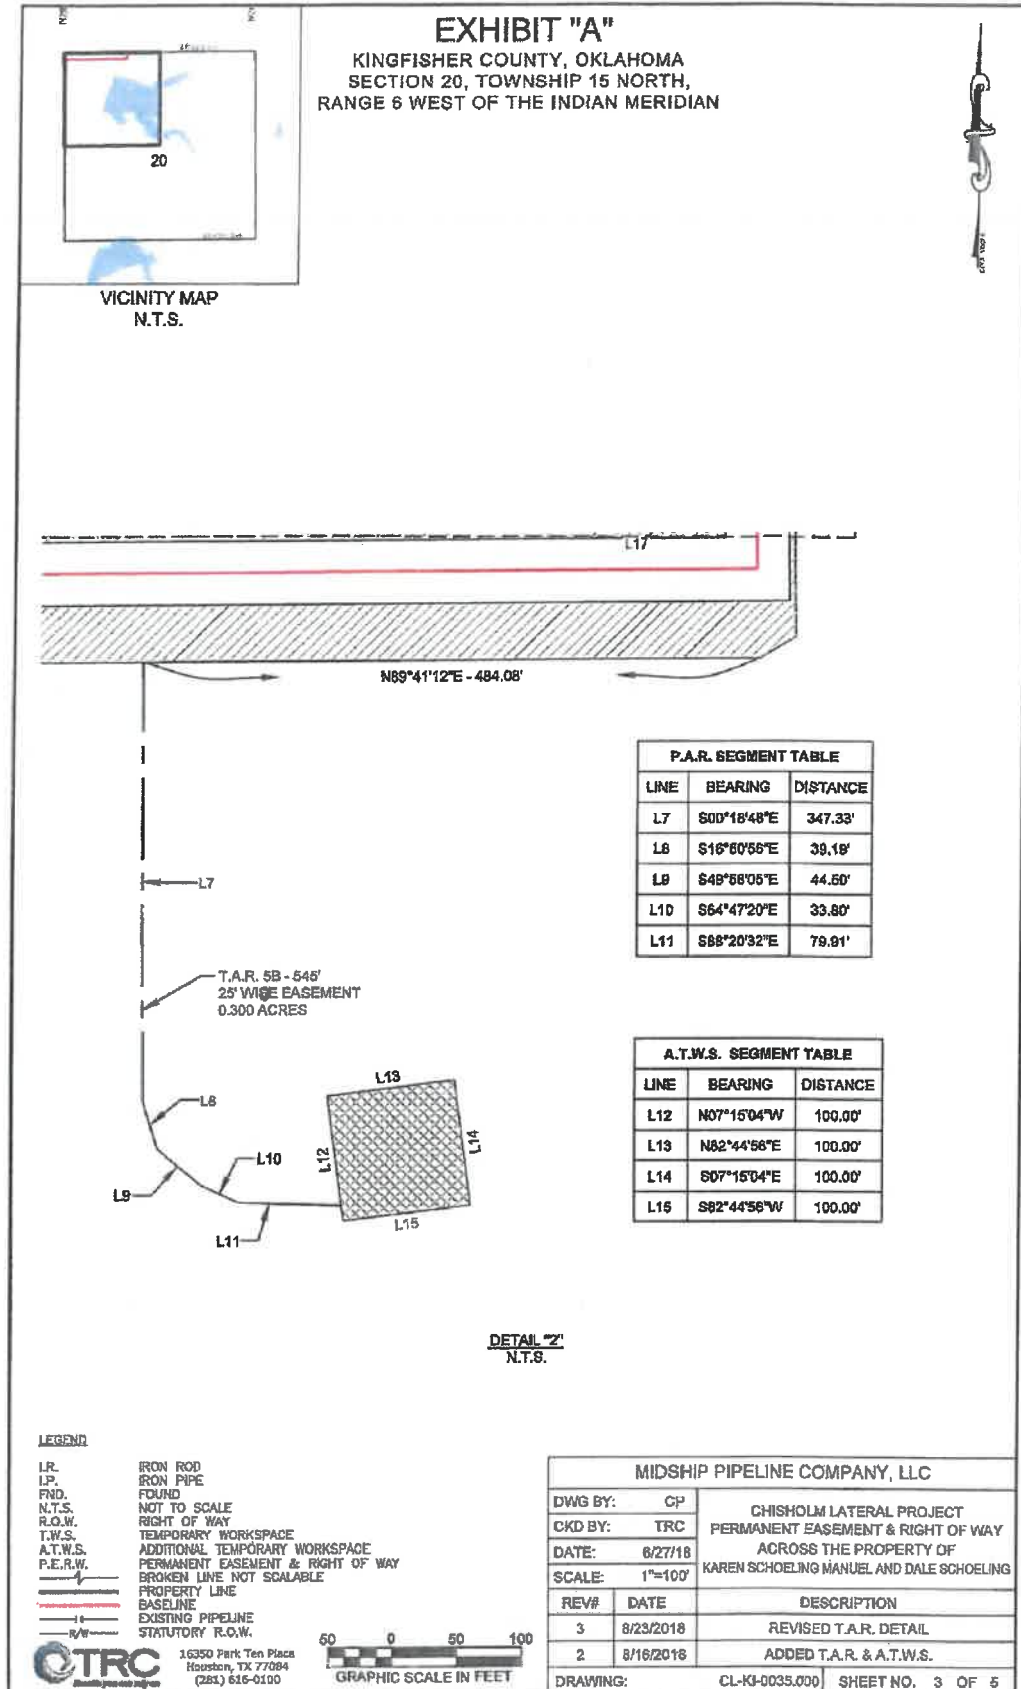 EXHIBIT "A"
KINGFISHER COUNTY, OKLAHOMA
SECTION 20, TOWNSHIP 15 NORTH,
RANGE 6 WEST OF THE INDIAN MERIDIAN
20
VICINITY MAP
N.T.S.
L17
N89°41'12"E - 484.08'
P.A.R. SEGMENT TABLE
LINE BEARING DISTANCE
L7 S00°18'48"E 347.33'
L8 S16°50'56"E 39.19'
L9 S49°56'05"E 44.50'
L10 S64°47'20"E 33.80'
L11 S88°20'32"E 79.91'
L7
T.A.R. 5B - 545'
25' WIDE EASEMENT
0.300 ACRES
A.T.W.S. SEGMENT TABLE
LINE BEARING DISTANCE
L12 N07°15'04"W 100.00'
L13 N82°44'56"E 100.00'
L14 S07°15'04"E 100.00'
L15 S82°44'56"W 100.00'
L13
L8
L12
L14
L10
L9
L15
L11
DETAIL "2"
N.T.S.
LEGEND
I.R. IRON ROD
I.P. IRON PIPE
FND. FOUND
N.T.S. NOT TO SCALE
R.O.W. RIGHT OF WAY
T.W.S. TEMPORARY WORKSPACE
A.T.W.S. ADDITIONAL TEMPORARY WORKSPACE
P.E.R.W. PERMANENT EASEMENT & RIGHT OF WAY
BROKEN LINE NOT SCALABLE
PROPERTY LINE
BASELINE
EXISTING PIPELINE
R/W STATUTORY R.O.W.
TRC
16350 Park Ten Place
Houston, TX 77084
(281) 616-0100
50 0 50 100
GRAPHIC SCALE IN FEET
MIDSHIP PIPELINE COMPANY, LLC
DWG BY: CP
CKD BY: TRC
DATE: 6/27/18
SCALE: 1"=100'
CHISHOLM LATERAL PROJECT
PERMANENT EASEMENT & RIGHT OF WAY
ACROSS THE PROPERTY OF
KAREN SCHOELING MANUEL AND DALE SCHOELING
REV# DATE DESCRIPTION
3 8/23/2018 REVISED T.A.R. DETAIL
2 8/16/2018 ADDED T.A.R. & A.T.W.S.
DRAWING: CL-KI-0035.000 SHEET NO. 3 OF 5